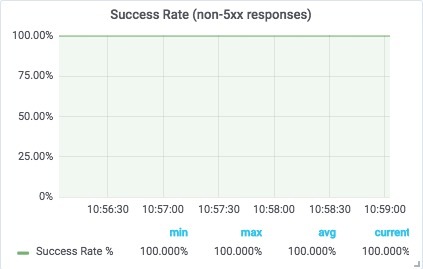 Success Rate (non-5xx responses)
100.00%
75.00%
50.00%
25.00%
0%
10:56:30 10:57:00 10:57:30 10:58:00 10:58:30 10:59:00
min max avg current
Success Rate % 100.000% 100.000% 100.000% 100.000%